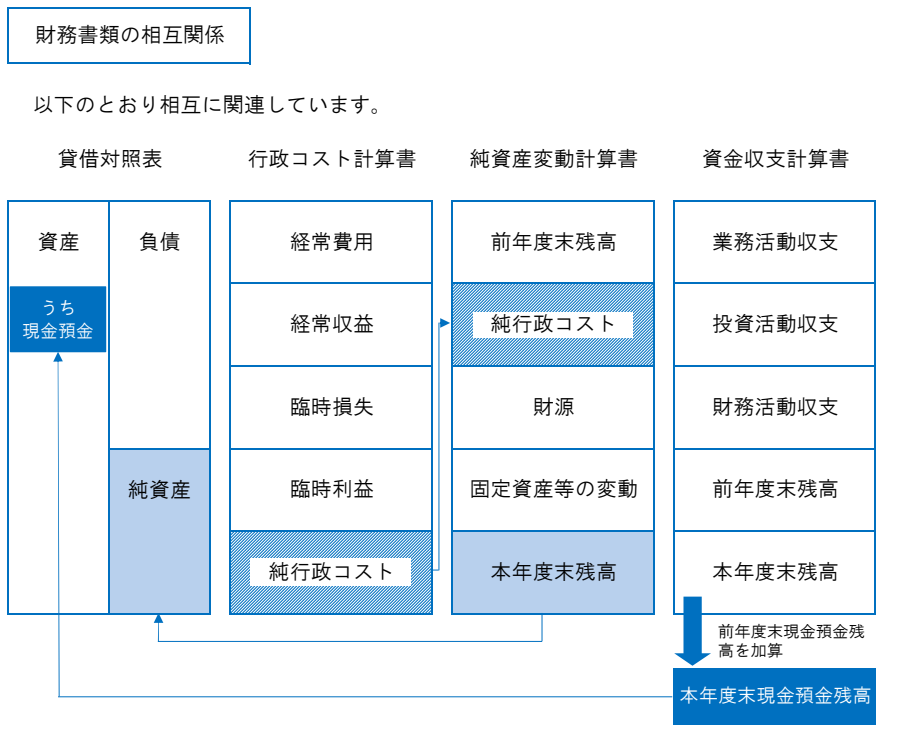 財務書類の相互関係
以下のとおり相互に関連しています。
貸借対照表
行政コスト計算書
純資産変動計算書
資金収支計算書
資産
負債
うち
現金預金
純資産
経常費用
経常収益
臨時損失
臨時利益
純行政コスト
前年度末残高
純行政コスト
財源
固定資産等の変動
本年度末残高
業務活動収支
投資活動収支
財務活動収支
前年度末残高
本年度末残高
前年度末現金預金残
高を加算
本年度末現金預金残高